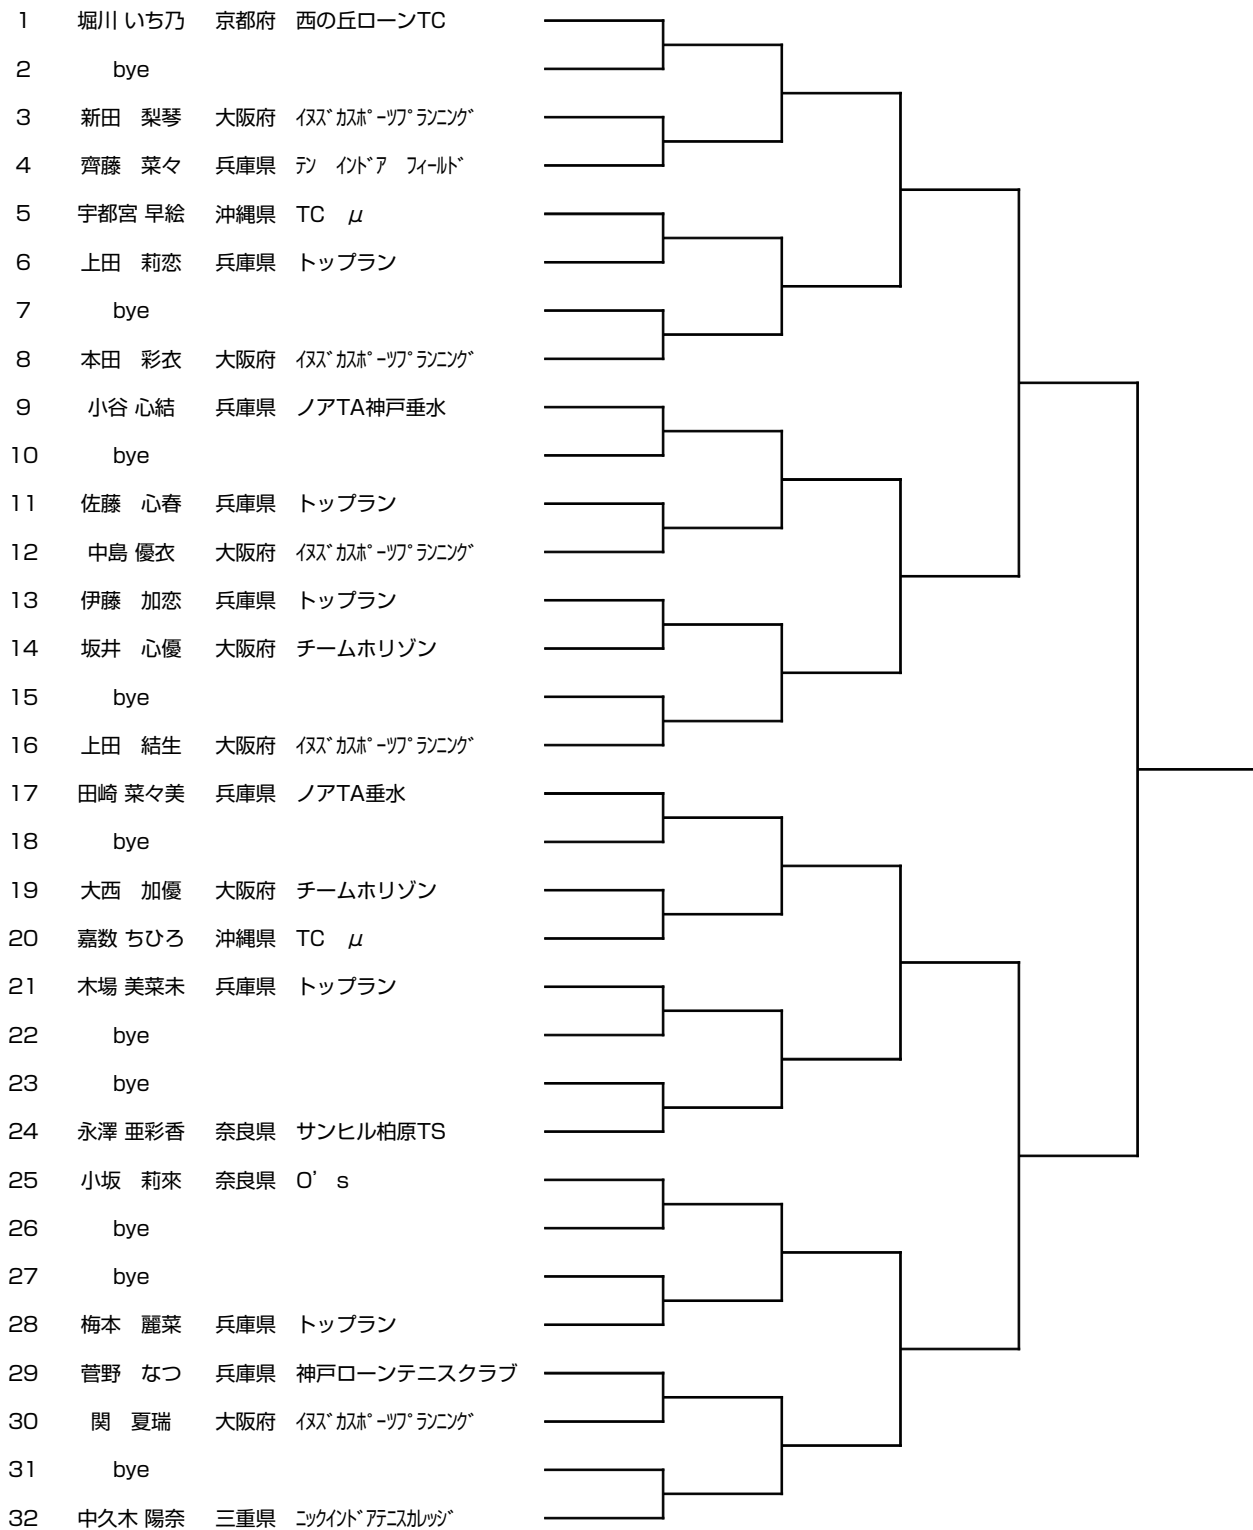 1 堀川 いち乃 京都府 西の丘ローンTC
2 bye
3 新田 梨琴 大阪府 ｲﾇｽﾞｶｽﾎﾟｰﾂﾌﾟﾗﾝﾆﾝｸﾞ
4 齊藤 菜々 兵庫県 ﾃﾝ ｲﾝﾄﾞｱ ﾌｨｰﾙﾄﾞ
5 宇都宮 早絵 沖縄県 TC μ
6 上田 莉恋 兵庫県 トップラン
7 bye
8 本田 彩衣 大阪府 ｲﾇｽﾞｶｽﾎﾟｰﾂﾌﾟﾗﾝﾆﾝｸﾞ
9 小谷 心結 兵庫県 ノアTA神戸垂水
10 bye
11 佐藤 心春 兵庫県 トップラン
12 中島 優衣 大阪府 ｲﾇｽﾞｶｽﾎﾟｰﾂﾌﾟﾗﾝﾆﾝｸﾞ
13 伊藤 加恋 兵庫県 トップラン
14 坂井 心優 大阪府 チームホリゾン
15 bye
16 上田 結生 大阪府 ｲﾇｽﾞｶｽﾎﾟｰﾂﾌﾟﾗﾝﾆﾝｸﾞ
17 田崎 菜々美 兵庫県 ノアTA垂水
18 bye
19 大西 加優 大阪府 チームホリゾン
20 嘉数 ちひろ 沖縄県 TC μ
21 木場 美菜未 兵庫県 トップラン
22 bye
23 bye
24 永澤 亜彩香 奈良県 サンヒル柏原TS
25 小坂 莉來 奈良県 O’s
26 bye
27 bye
28 梅本 麗菜 兵庫県 トップラン
29 菅野 なつ 兵庫県 神戸ローンテニスクラブ
30 関 夏瑞 大阪府 ｲﾇｽﾞｶｽﾎﾟｰﾂﾌﾟﾗﾝﾆﾝｸﾞ
31 bye
32 中久木 陽奈 三重県 ﾆｯｸｲﾝﾄﾞｱﾃﾆｽｶﾚｯｼﾞ